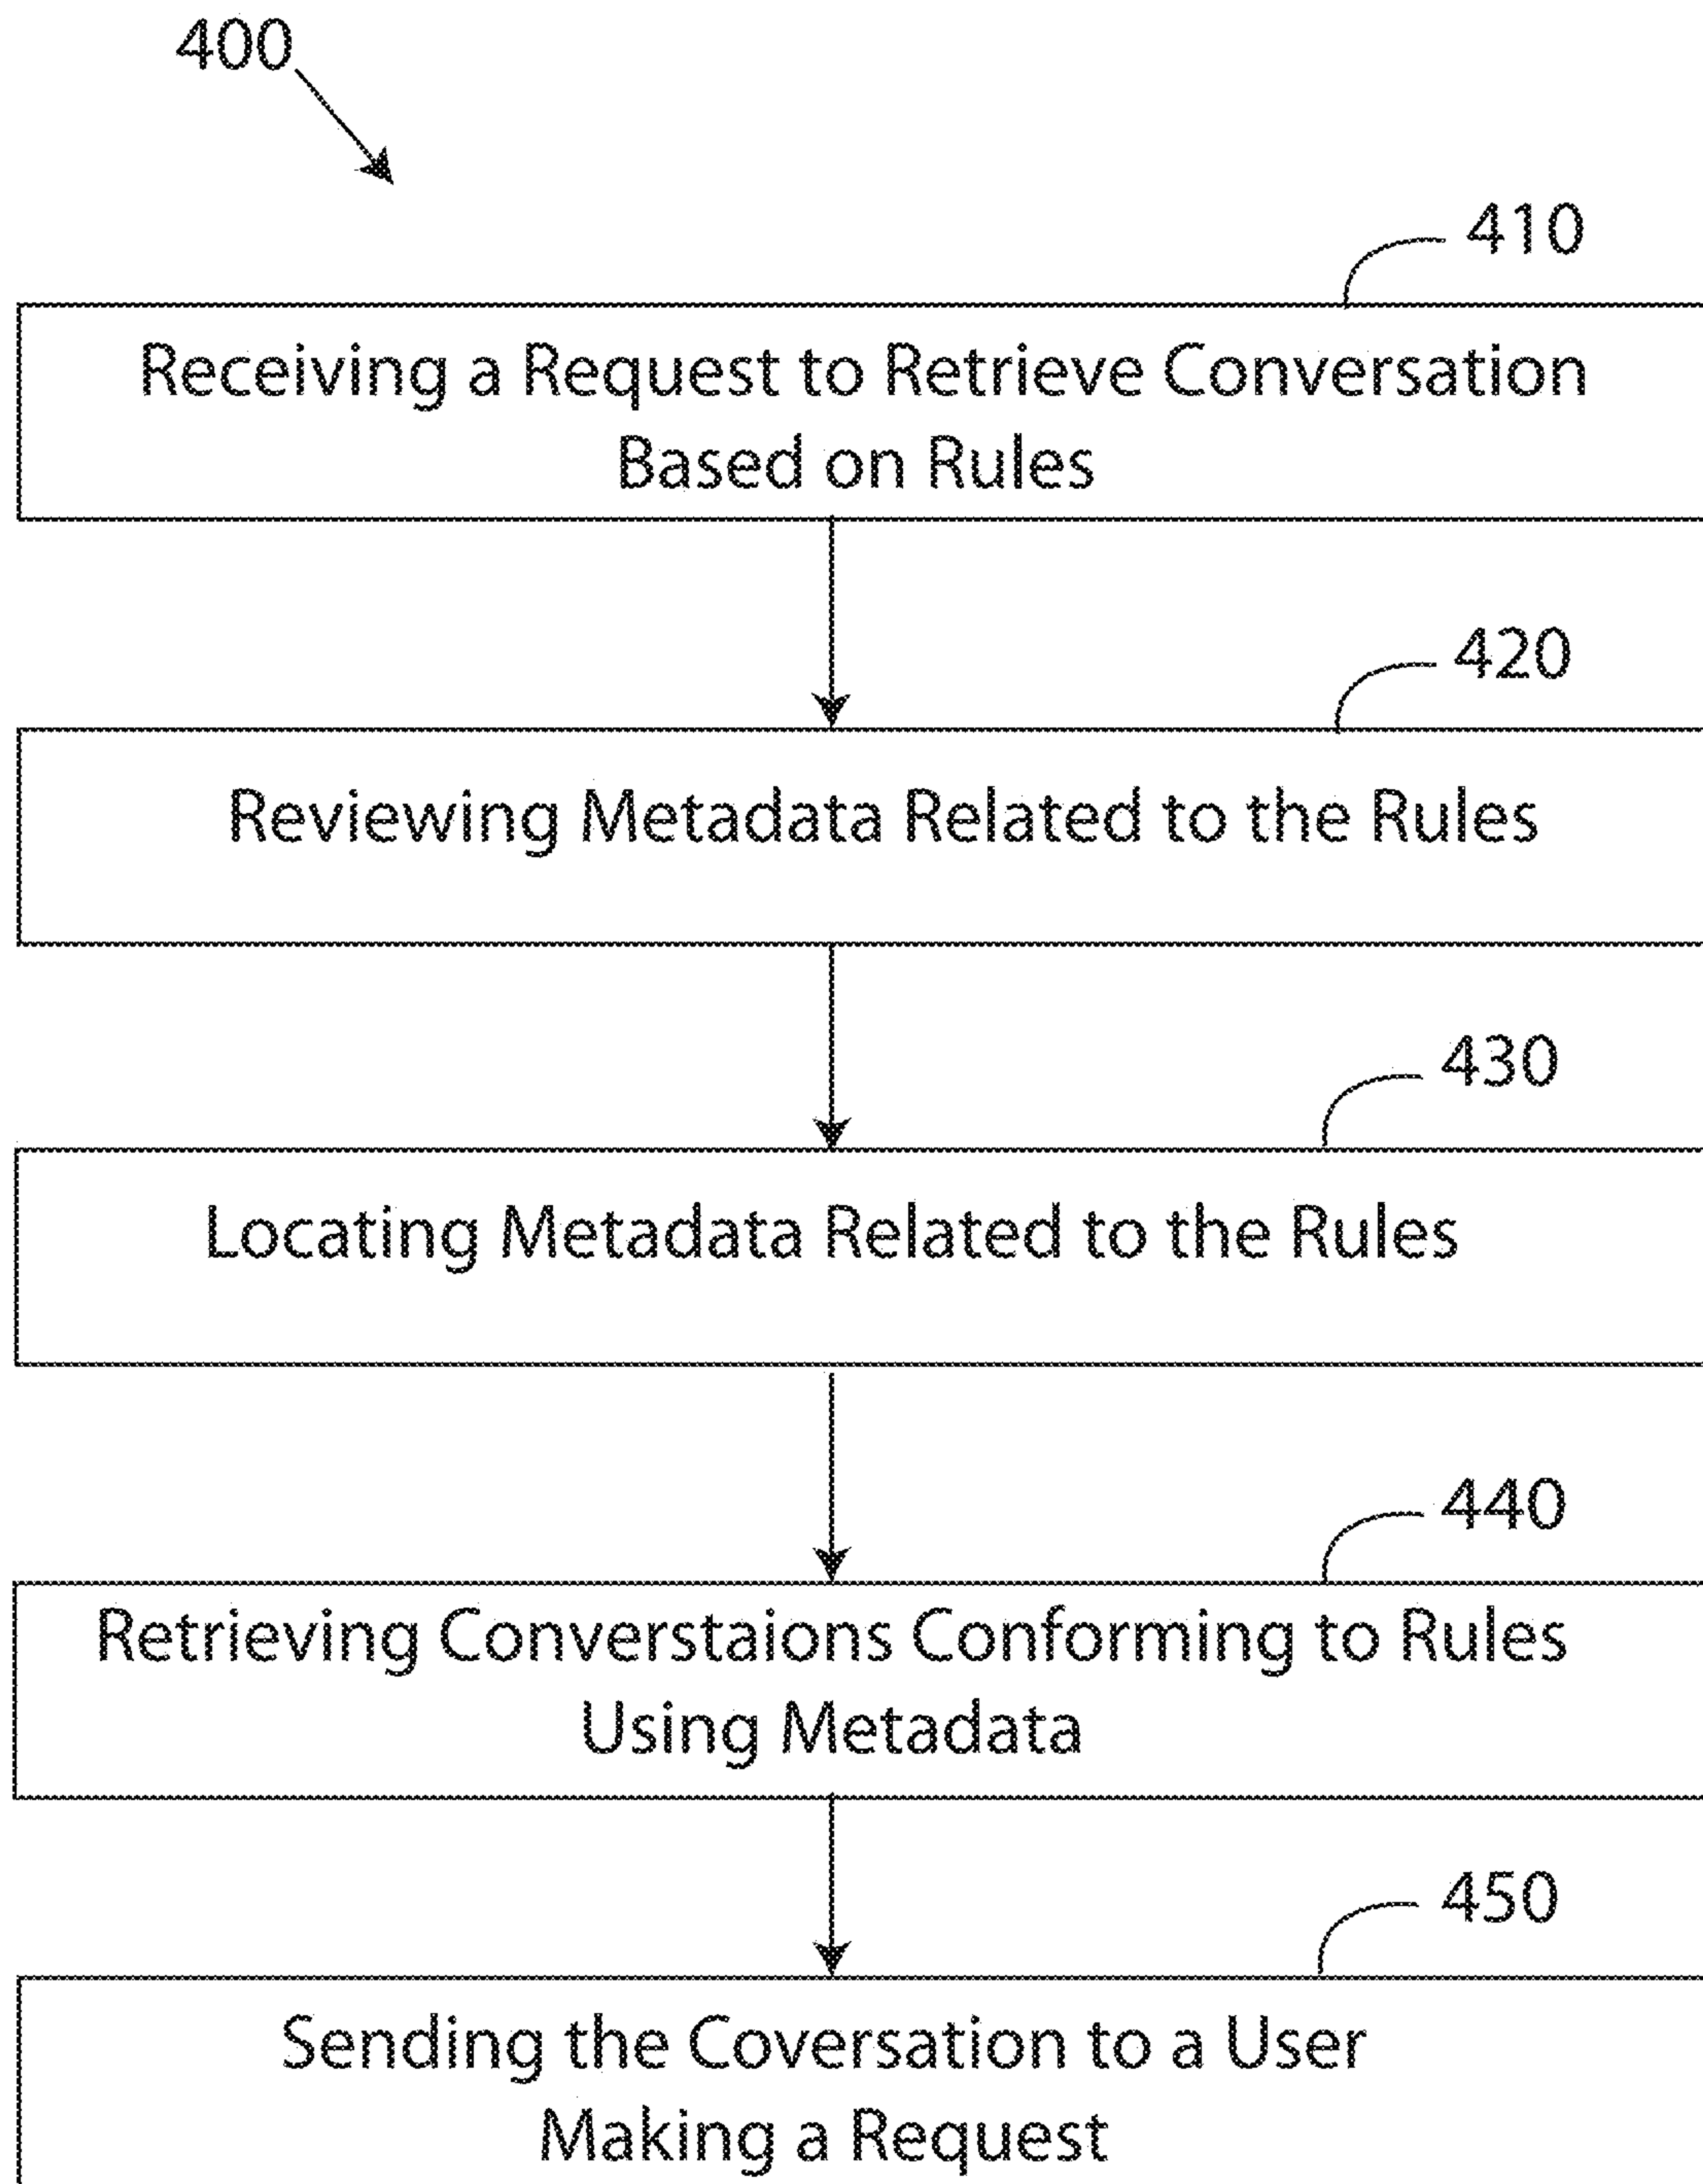 400
410
Receiving a Request to Retrieve Conversation
Based on Rules
420
Reviewing Metadata Related to the Rules
430
Locating Metadata Related to the Rules
440
Retrieving Converstaions Conforming to Rules
Using Metadata
450
Sending the Coversation to a User
Making a Request